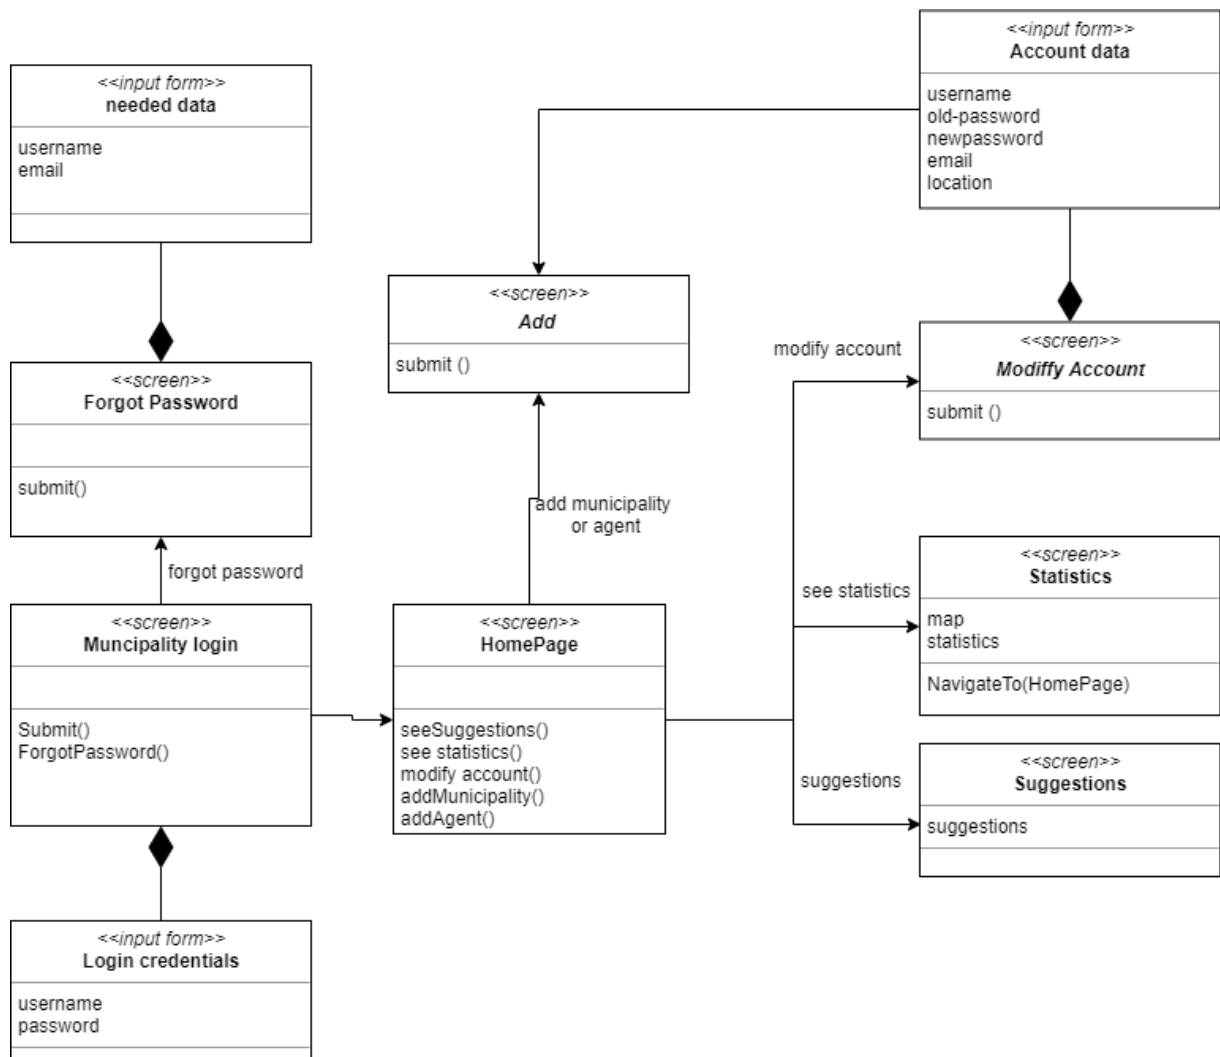 <<input form>>
Account data
username
old-password
newpassword
email
location
<<input form>>
needed data
username
email
<<screen>>
Add
submit ()
<<screen>>
Modiffy Account
submit ()
modify account
<<screen>>
Forgot Password
submit()
add municipality
or agent
forgot password
<<screen>>
Statistics
map
statistics
NavigateTo(HomePage)
see statistics
<<screen>>
Muncipality login
Submit()
ForgotPassword()
<<screen>>
HomePage
seeSuggestions()
see statistics()
modify account()
addMunicipality()
addAgent()
suggestions
<<screen>>
Suggestions
suggestions
<<input form>>
Login credentials
username
password